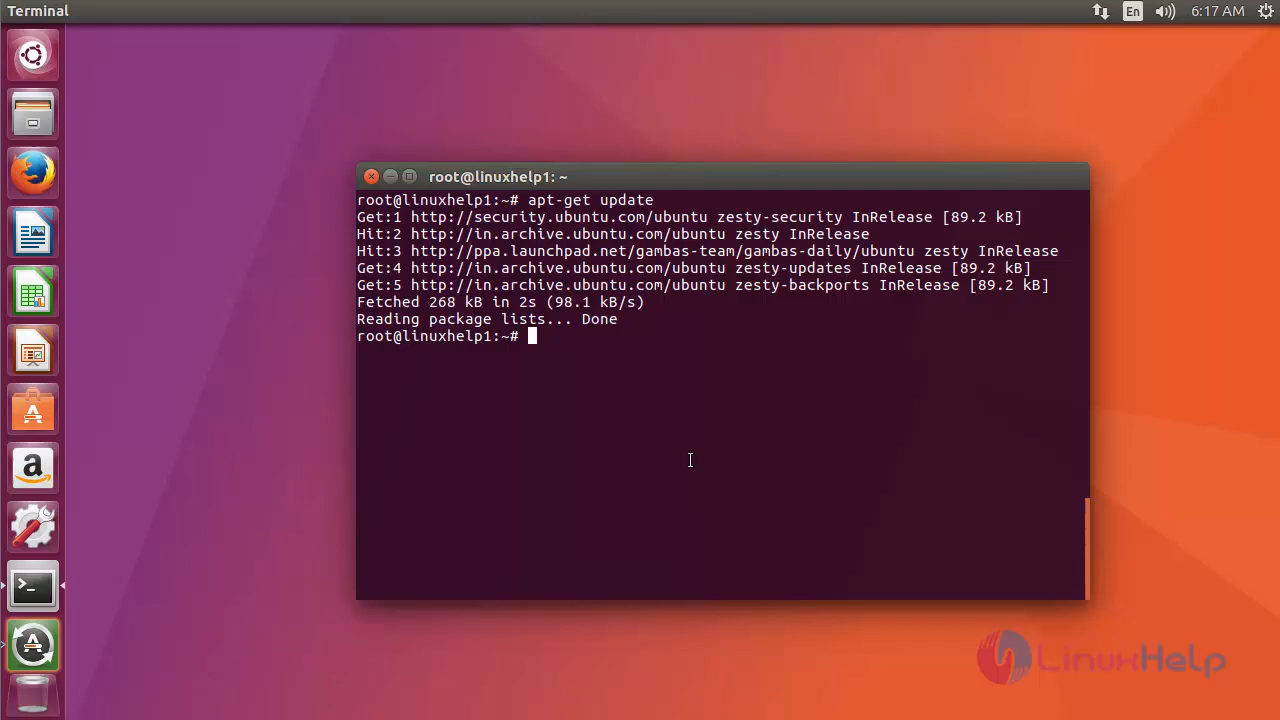 Terminal
En
6:17 AM
root@linuxhelp1: ~
root@linuxhelp1:~# apt-get update
Get:1 http://security.ubuntu.com/ubuntu zesty-security InRelease [89.2 kB]
Hit:2 http://in.archive.ubuntu.com/ubuntu zesty InRelease
Hit:3 http://ppa.launchpad.net/gambas-team/gambas-daily/ubuntu zesty InRelease
Get:4 http://in.archive.ubuntu.com/ubuntu zesty-updates InRelease [89.2 kB]
Get:5 http://in.archive.ubuntu.com/ubuntu zesty-backports InRelease [89.2 kB]
Fetched 268 kB in 2s (98.1 kB/s)
Reading package lists... Done
root@linuxhelp1:~#
a
>_
LinuxHelp